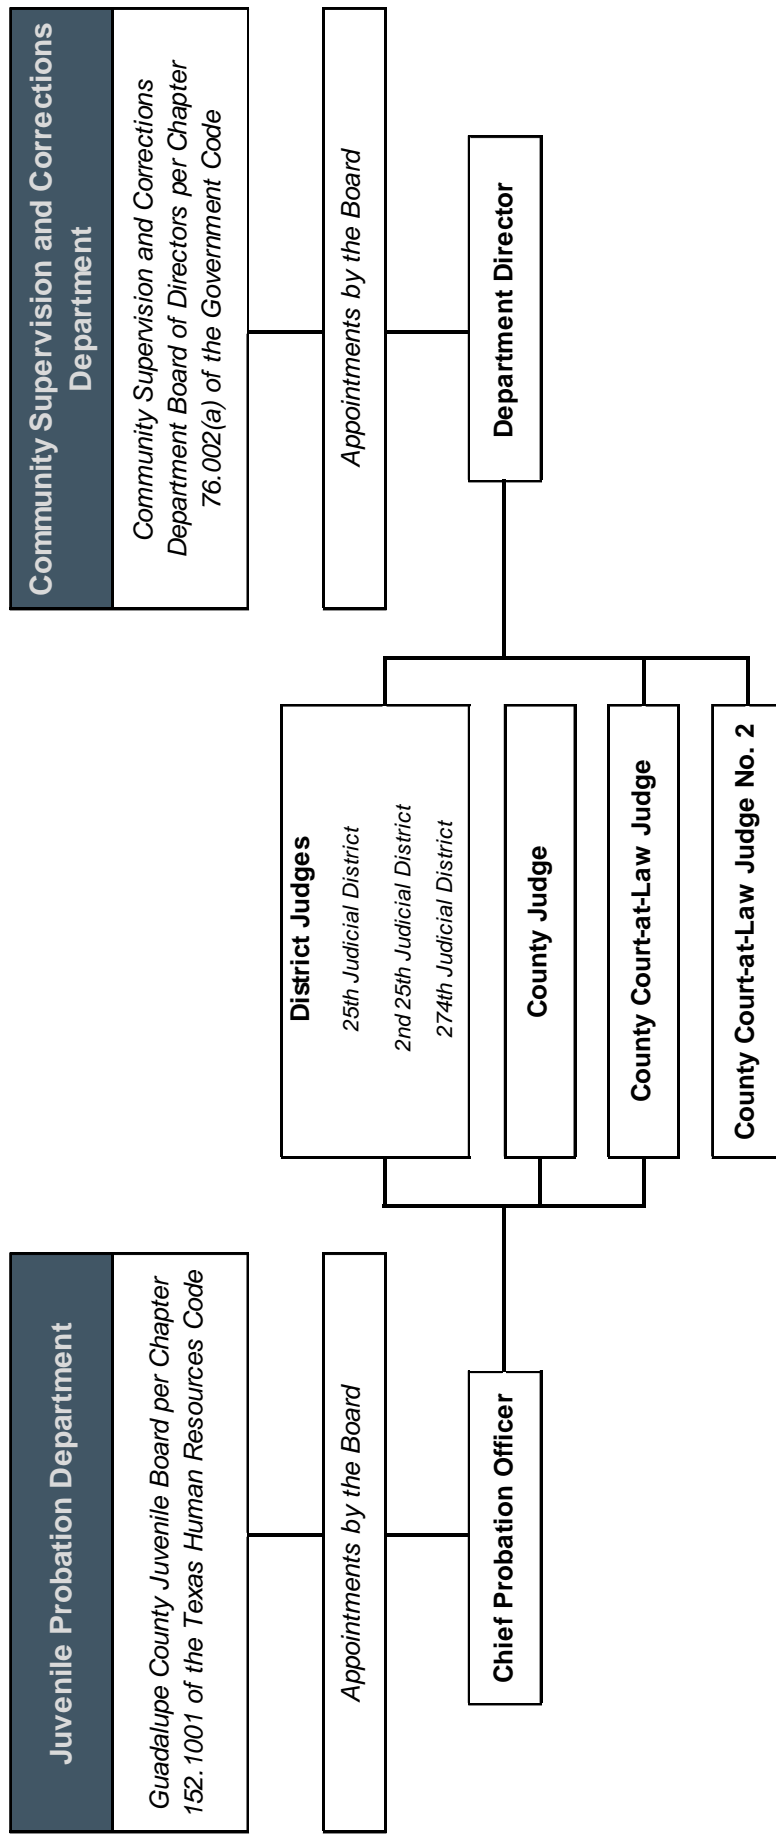 Juvenile Probation Department
Guadalupe County Juvenile Board per Chapter
152.1001 of the Texas Human Resources Code
Appointments by the Board
Chief Probation Officer
District Judges
25th Judicial District
2nd 25th Judicial District
274th Judicial District
County Judge
County Court-at-Law Judge
County Court-at-Law Judge No. 2
Community Supervision and Corrections
Department
Community Supervision and Corrections
Department Board of Directors per Chapter
76.002(a) of the Government Code
Appointments by the Board
Department Director